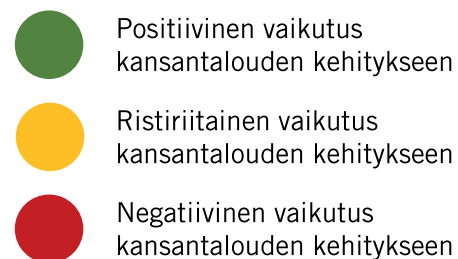 Positiivinen vaikutus
kansantalouden kehitykseen
Ristiriitainen vaikutus
kansantalouden kehitykseen
Negatiivinen vaikutus
kansantalouden kehitykseen